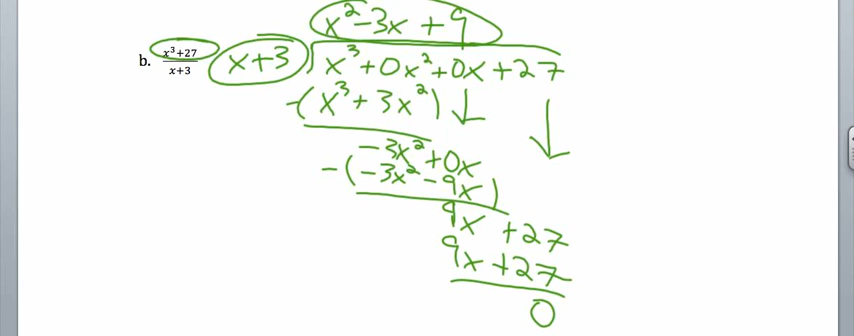 x² - 3x + 9
b. x³+27 / x+3
x+3 x³ + 0x² + 0x + 27
-(x³ + 3x²)
-3x² + 0x
-(-3x² - 9x)
9x + 27
9x + 27
0